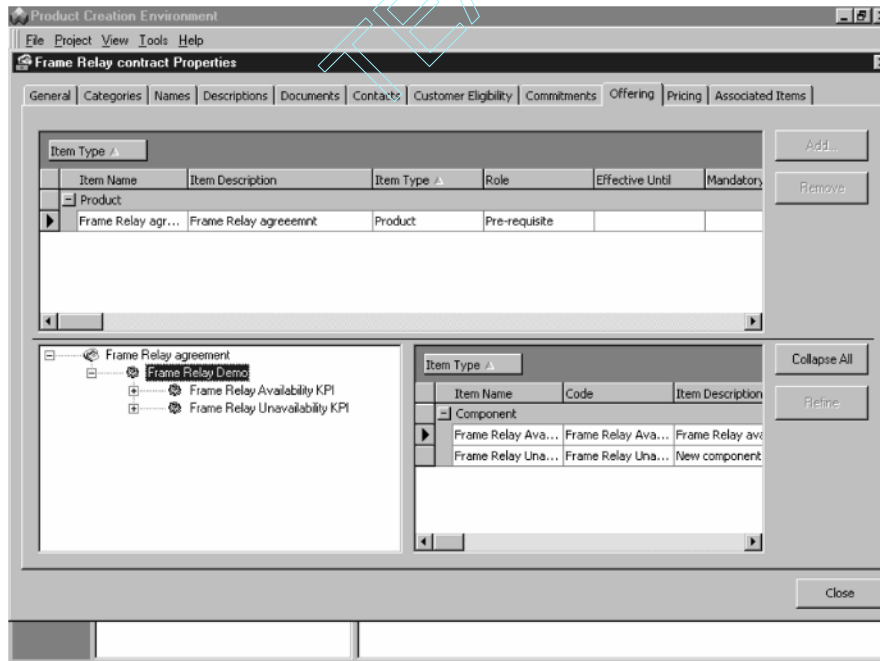 Product Creation Environment
File Project View Tools Help
Frame Relay contract Properties
General Categories Names Descriptions Documents Contacts Customer Eligibility Commitments Offering Pricing Associated Items
Item Type
Add...
Item Name Item Description Item Type Role Effective Until Mandatory
Remove
Product
Frame Relay agr... Frame Relay agreeemnt Product Pre-requisite
Frame Relay agreement
Frame Relay Demo
Frame Relay Availability KPI
Frame Relay Unavailability KPI
Item Type
Collapse All
Item Name Code Item Description
Refine
Component
Frame Relay Ava... Frame Relay Ava... Frame Relay ava
Frame Relay Una... Frame Relay Una... New component
Close